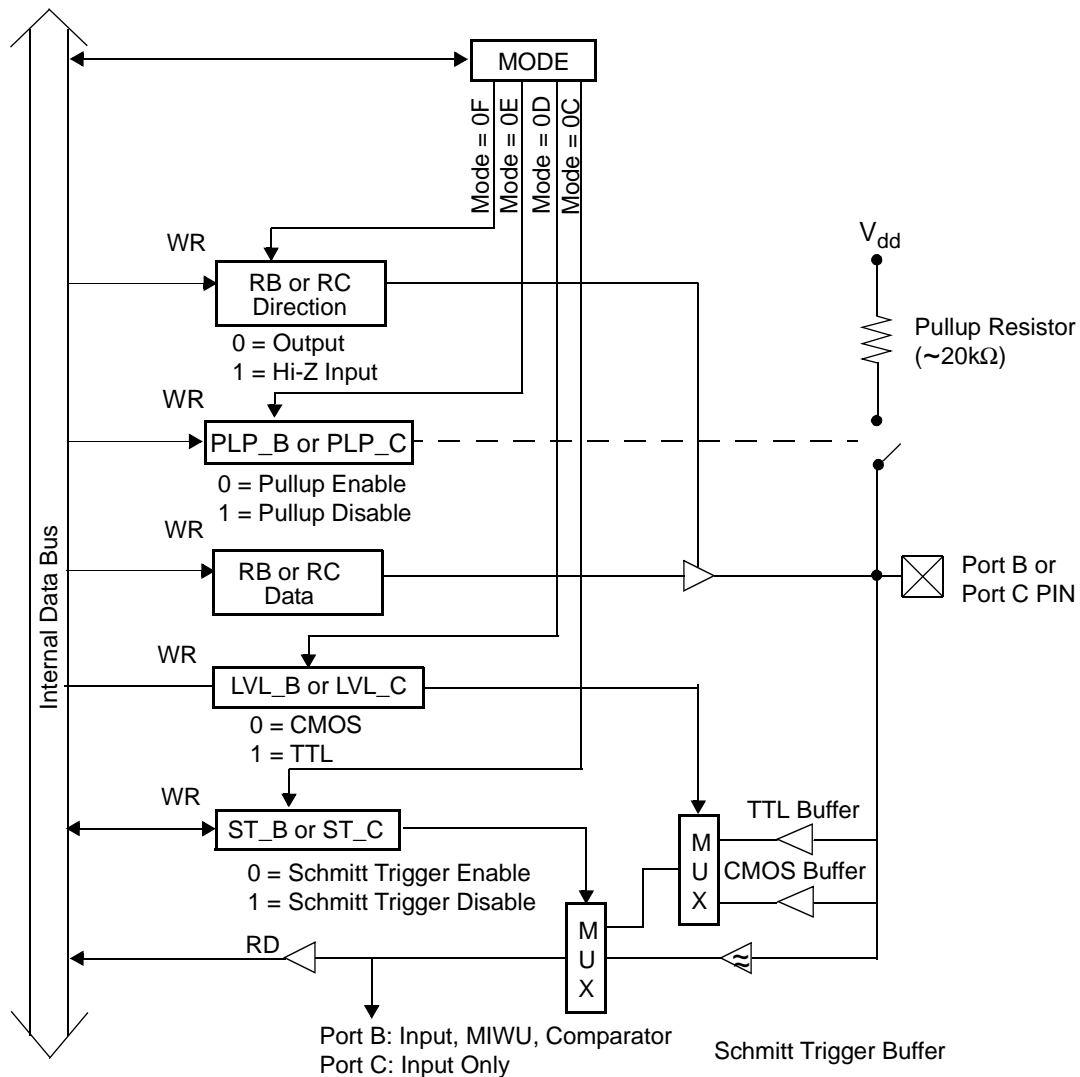 MODE
Mode = 0F
Mode = 0E
Mode = 0D
Mode = 0C
WR
RB or RC
Direction
0 = Output
1 = Hi-Z Input
Vdd
Pullup Resistor
(~20kΩ)
WR
PLP_B or PLP_C
0 = Pullup Enable
1 = Pullup Disable
WR
RB or RC
Data
Port B or
Port C PIN
Internal Data Bus
WR
LVL_B or LVL_C
0 = CMOS
1 = TTL
WR
ST_B or ST_C
0 = Schmitt Trigger Enable
1 = Schmitt Trigger Disable
MUX
TTL Buffer
CMOS Buffer
MUX
RD
≈
Port B: Input, MIWU, Comparator
Port C: Input Only
Schmitt Trigger Buffer